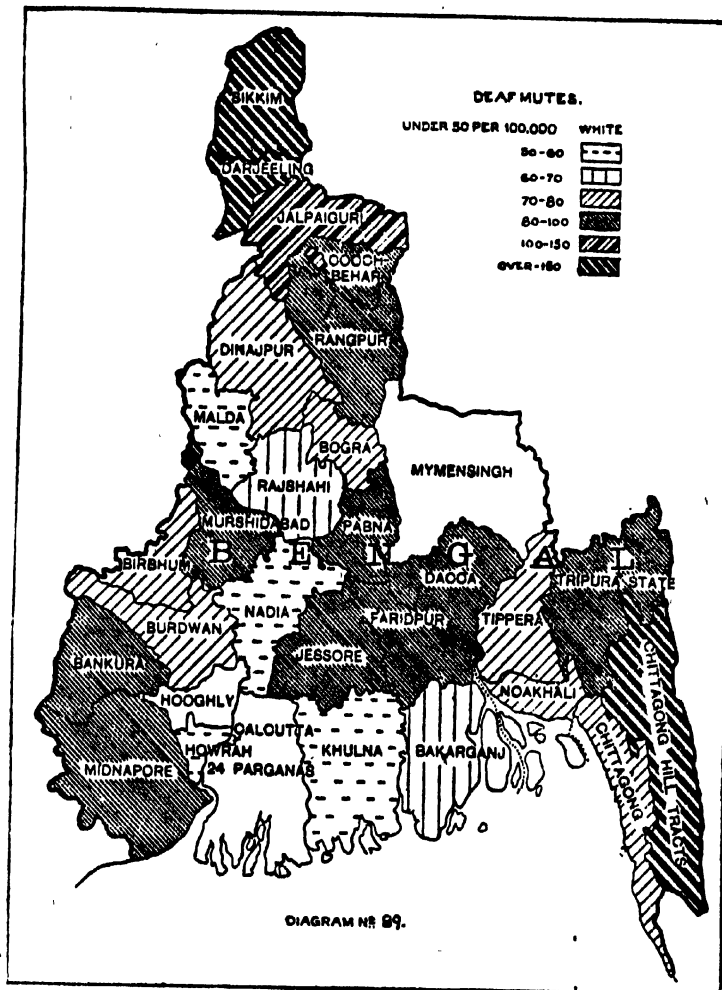 DEAF MUTES.
UNDER 50 PER 100,000 WHITE
50-60
60-70
70-80
80-100
100-150
OVER-150
SIKKIM
DARJEELING
JALPAIGURI
COOCH
BEHAR
RANGPUR
DINAJPUR
MALDA
BOGRA
MYMENSINGH
RAJSHAHI
MURSHIDABAD
PABNA
BENGAL
BIRBHUM
DACCA
TRIPURA STATE
NADIA
BURDWAN
FARIDPUR
TIPPERA
JESSORE
BANKURA
CHITTAGONG HILL TRACTS
HOOGHLY
NOAKHALI
CALCUTTA
HOWRAH
24 PARGANAS
KHULNA
BAKARGANJ
CHITTAGONG
MIDNAPORE
DIAGRAM Nº 89.